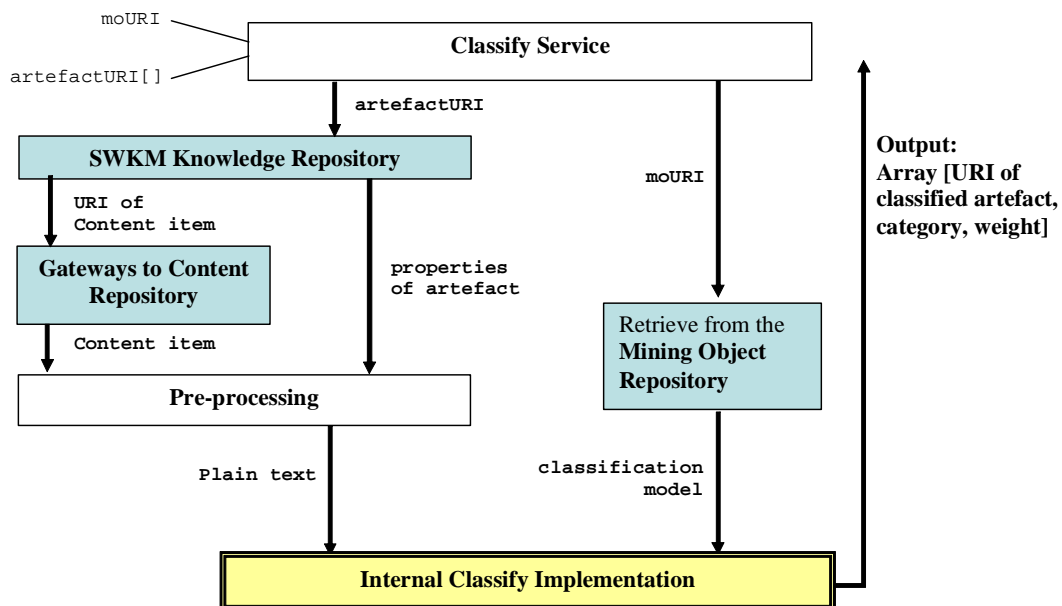 moURI
artefactURI[]
Classify Service
artefactURI
SWKM Knowledge Repository
moURI
Output:
Array [URI of
classified artefact,
category, weight]
URI of
Content item
Gateways to Content
Repository
properties
of artefact
Content item
Retrieve from the
Mining Object
Repository
Pre-processing
Plain text
classification
model
Internal Classify Implementation